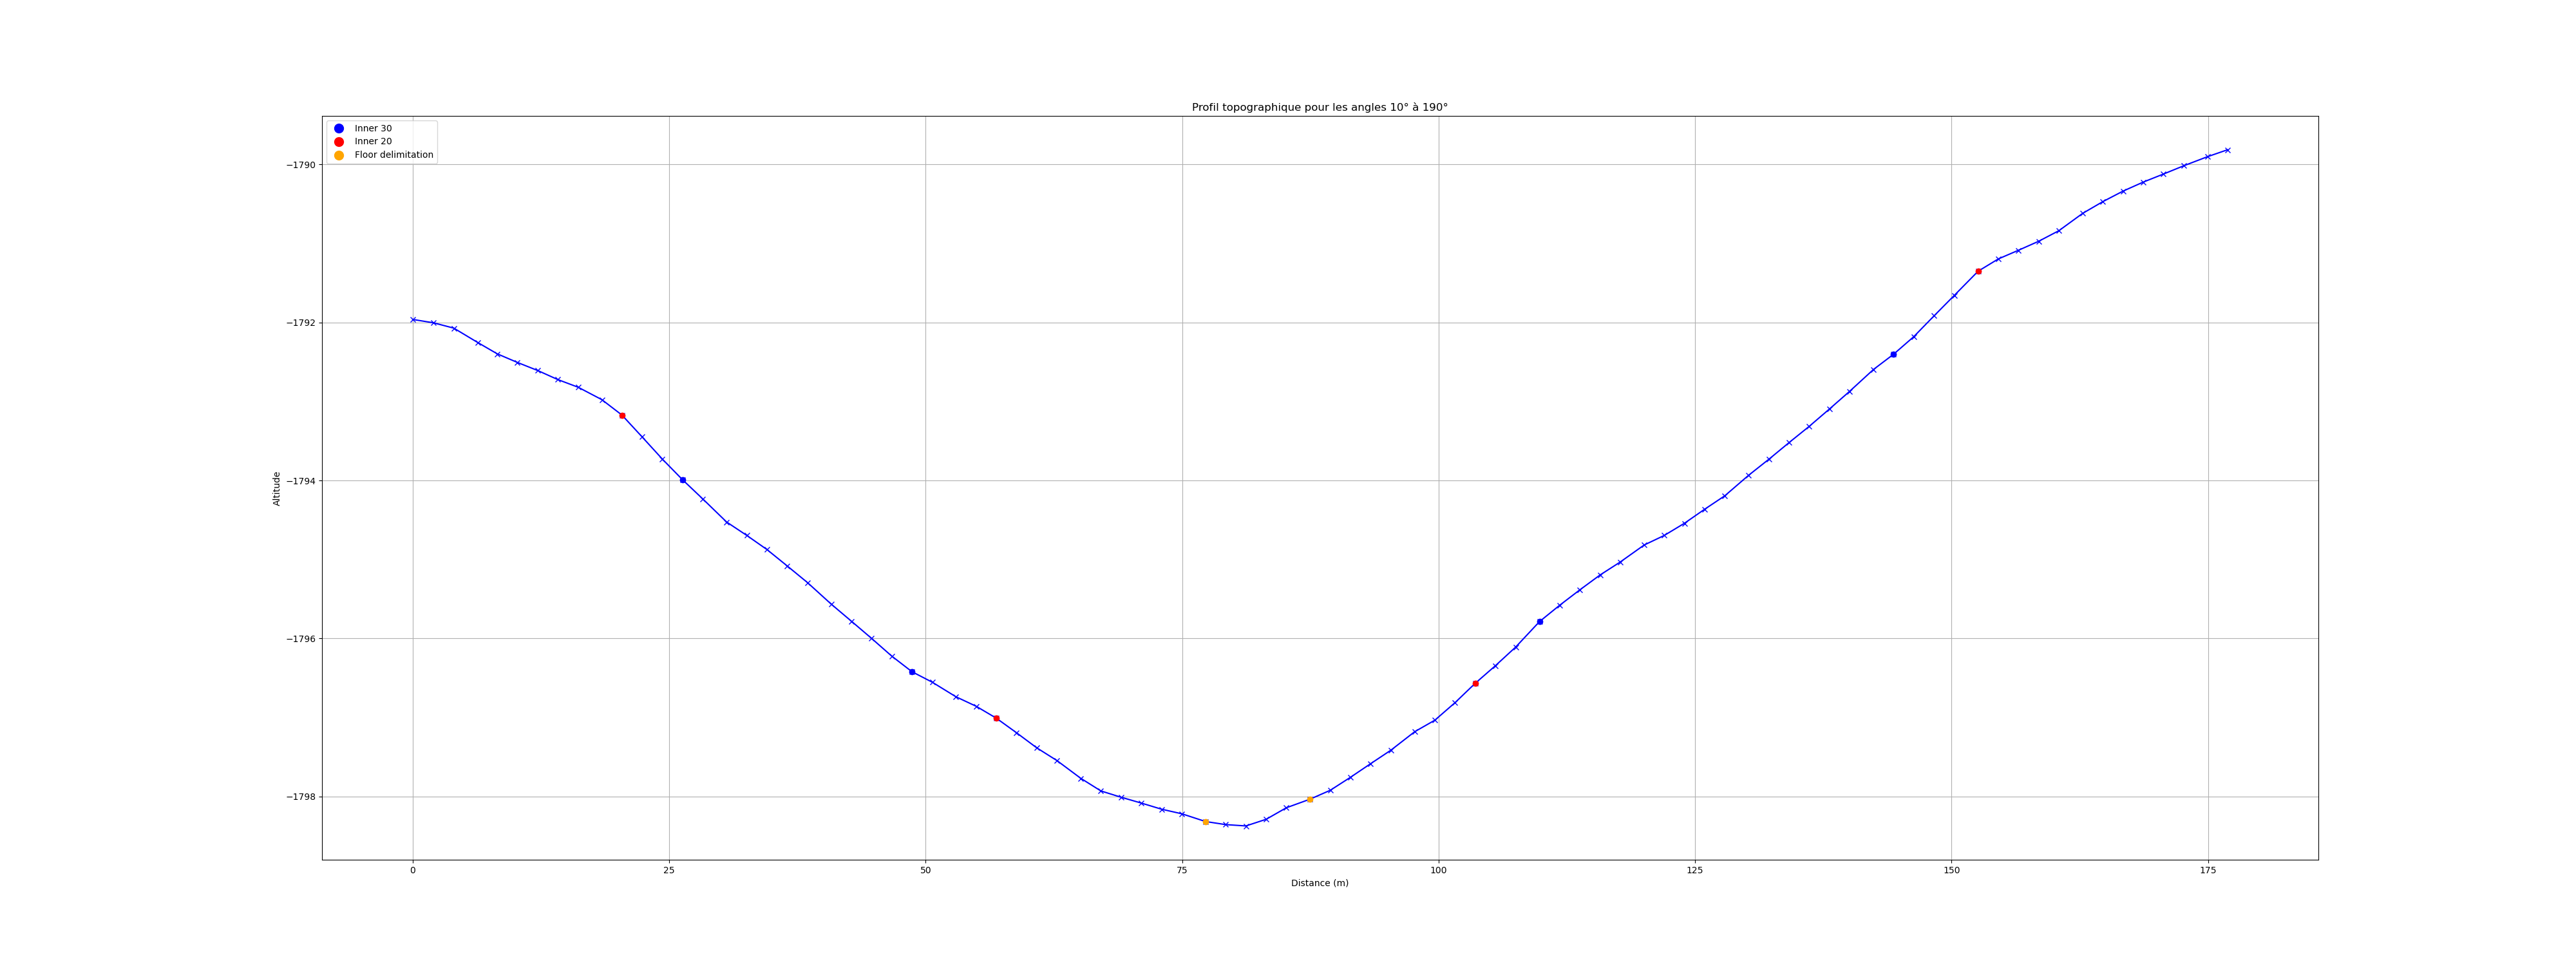 Profil topographique pour les angles 10° à 190°
Inner 30
Inner 20
Floor delimitation
−1790
−1792
−1794
−1796
−1798
Altitude
0 25 50 75 100 125 150 175
Distance (m)